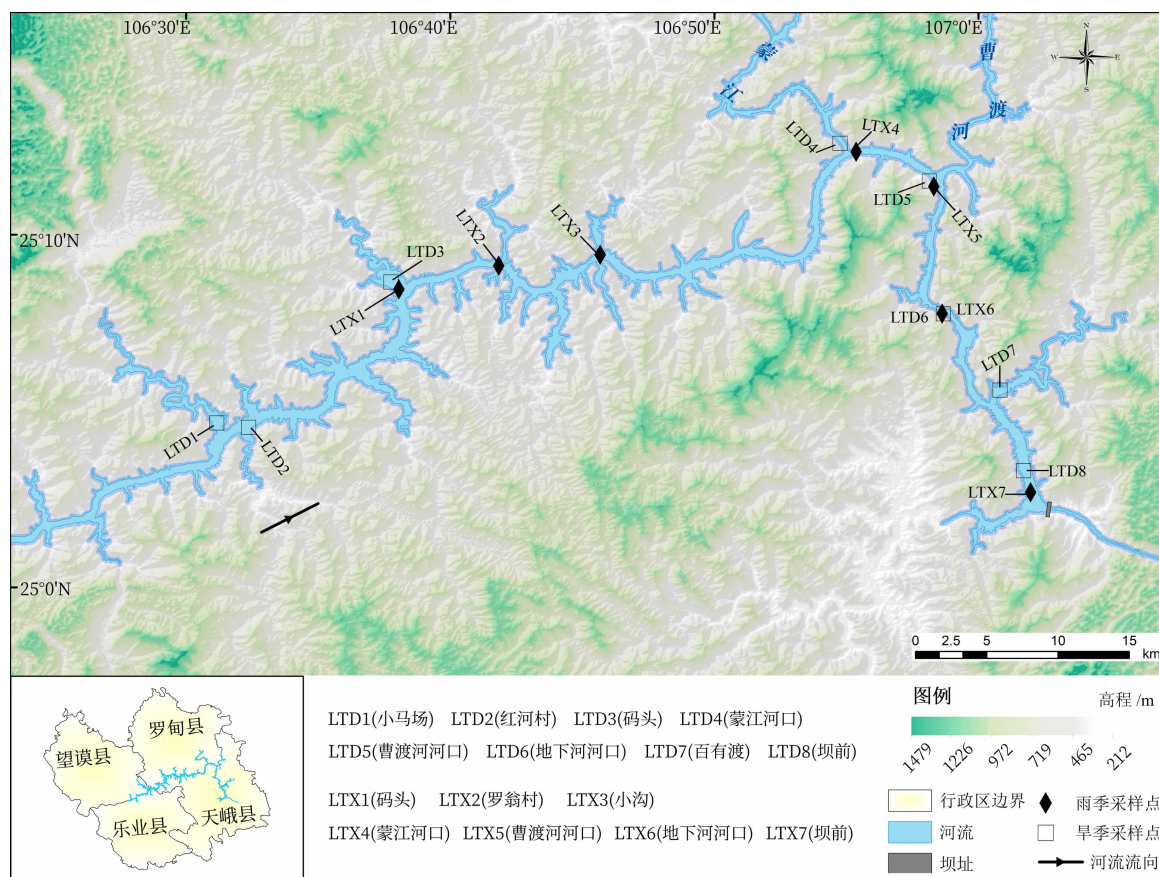 106°30'E 106°40'E 106°50'E 107°0'E
蒙江
曹渡河
N
W E
S
LTD4
LTX4
LTD5
LTX5
25°10'N
LTX2
LTX3
LTD3
LTX1
LTD6
LTX6
LTD7
LTD1
LTD2
LTD8
LTX7
25°0'N
0 2.5 5 10 15
km
望谟县
罗甸县
乐业县
天峨县
LTD1(小马场) LTD2(红河村) LTD3(码头) LTD4(蒙江河口)
LTD5(曹渡河河口) LTD6(地下河河口) LTD7(百有渡) LTD8(坝前)
LTX1(码头) LTX2(罗翁村) LTX3(小沟)
LTX4(蒙江河口) LTX5(曹渡河河口) LTX6(地下河河口) LTX7(坝前)
图例
高程 /m
1479 1226 972 719 465 212
行政区边界
雨季采样点
河流
旱季采样点
坝址
河流流向